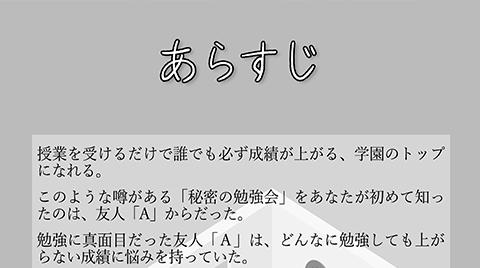 あらすじ
授業を受けるだけで誰でも必ず成績が上がる、学園のトップ
になれる。
このような噂がある「秘密の勉強会」をあなたが初めて知っ
たのは、友人「A」からだった。
勉強に真面目だった友人「Ａ」は、どんなに勉強しても上が
らない成績に悩みを持っていた。